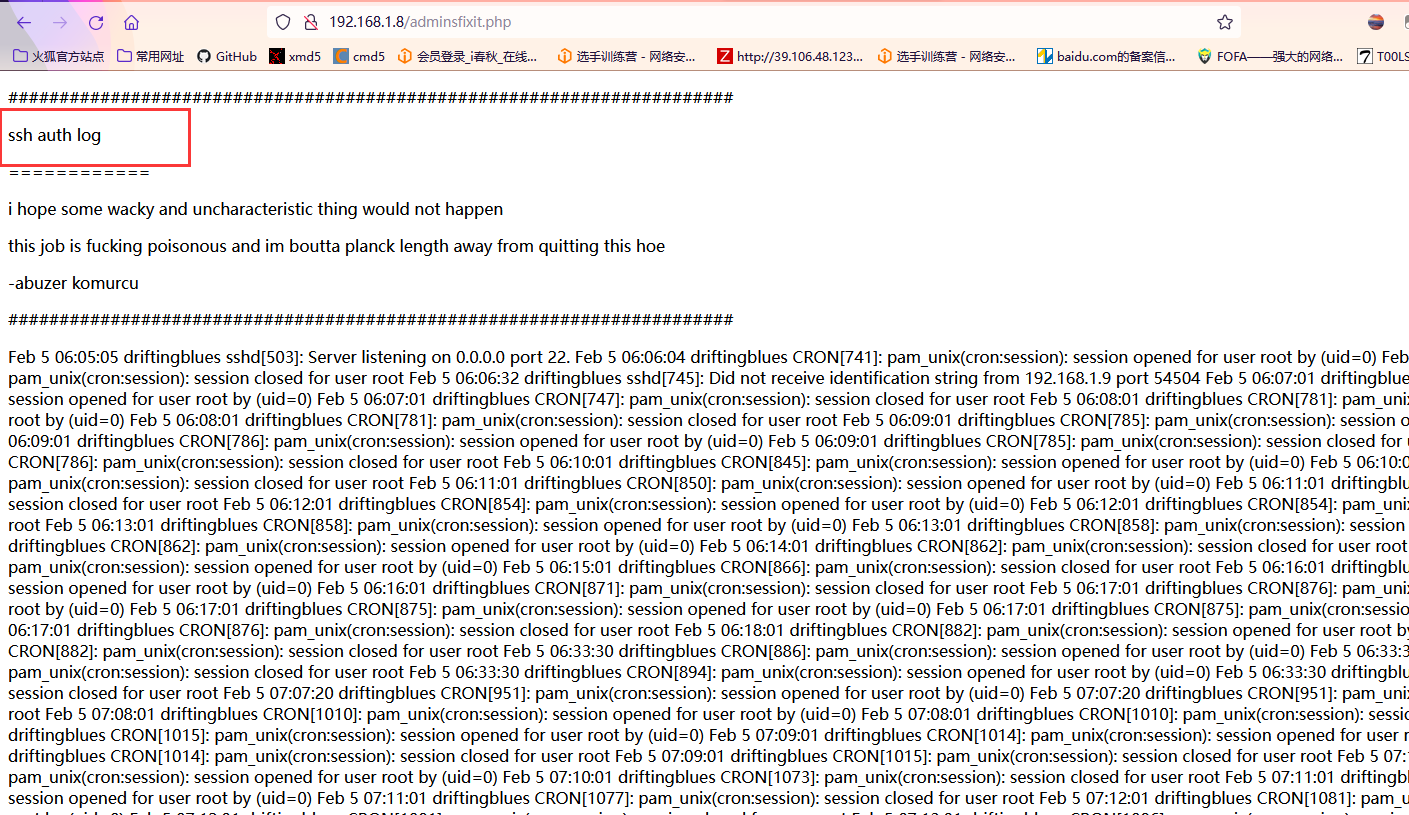 192.168.1.8/adminsfixit.php
火狐官方站点 常用网址 GitHub xmd5 cmd5 会员登录_i春秋_在线... 选手训练营 - 网络安... http://39.106.48.123... 选手训练营 - 网络安... baidu.com的备案信... FOFA——强大的网络... T00LS
#######################################################################
ssh auth log
============
i hope some wacky and uncharacteristic thing would not happen
this job is fucking poisonous and im boutta planck length away from quitting this hoe
-abuzer komurcu
#######################################################################
Feb 5 06:05:05 driftingblues sshd[503]: Server listening on 0.0.0.0 port 22. Feb 5 06:06:04 driftingblues CRON[741]: pam_unix(cron:session): session opened for user root by (uid=0) Feb
pam_unix(cron:session): session closed for user root Feb 5 06:06:32 driftingblues sshd[745]: Did not receive identification string from 192.168.1.9 port 54504 Feb 5 06:07:01 driftingblues
session opened for user root by (uid=0) Feb 5 06:07:01 driftingblues CRON[747]: pam_unix(cron:session): session closed for user root Feb 5 06:08:01 driftingblues CRON[781]:
root by (uid=0) Feb 5 06:08:01 driftingblues CRON[781]: pam_unix(cron:session): session closed for user root Feb 5 06:09:01 driftingblues CRON[785]: pam_unix(cron:session): session
06:09:01 driftingblues CRON[786]: pam_unix(cron:session): session opened for user root by (uid=0) Feb 5 06:09:01 driftingblues CRON[785]: pam_unix(cron:session): session closed for
CRON[786]: pam_unix(cron:session): session closed for user root Feb 5 06:10:01 driftingblues CRON[845]: pam_unix(cron:session): session opened for user root by (uid=0) Feb 5
pam_unix(cron:session): session closed for user root Feb 5 06:11:01 driftingblues CRON[850]: pam_unix(cron:session): session opened for user root by (uid=0) Feb 5 06:11:01
session closed for user root Feb 5 06:12:01 driftingblues CRON[854]: pam_unix(cron:session): session opened for user root by (uid=0) Feb 5 06:12:01 driftingblues CRON[854]:
root Feb 5 06:13:01 driftingblues CRON[858]: pam_unix(cron:session): session opened for user root by (uid=0) Feb 5 06:13:01 driftingblues CRON[858]: pam_unix(cron:session): session
driftingblues CRON[862]: pam_unix(cron:session): session opened for user root by (uid=0) Feb 5 06:14:01 driftingblues CRON[862]: pam_unix(cron:session): session closed for user root
pam_unix(cron:session): session opened for user root by (uid=0) Feb 5 06:15:01 driftingblues CRON[866]: pam_unix(cron:session): session closed for user root Feb 5 06:16:01
session opened for user root by (uid=0) Feb 5 06:16:01 driftingblues CRON[871]: pam_unix(cron:session): session closed for user root Feb 5 06:17:01 driftingblues CRON[876]:
root by (uid=0) Feb 5 06:17:01 driftingblues CRON[875]: pam_unix(cron:session): session opened for user root by (uid=0) Feb 5 06:17:01 driftingblues CRON[875]: pam_unix(cron:session): session
06:17:01 driftingblues CRON[876]: pam_unix(cron:session): session closed for user root Feb 5 06:18:01 driftingblues CRON[882]: pam_unix(cron:session): session opened for user root by
CRON[882]: pam_unix(cron:session): session closed for user root Feb 5 06:33:30 driftingblues CRON[886]: pam_unix(cron:session): session opened for user root by (uid=0) Feb 5
pam_unix(cron:session): session closed for user root Feb 5 06:33:30 driftingblues CRON[894]: pam_unix(cron:session): session opened for user root by (uid=0) Feb 5 06:33:30
session closed for user root Feb 5 07:07:20 driftingblues CRON[951]: pam_unix(cron:session): session opened for user root by (uid=0) Feb 5 07:07:20 driftingblues CRON[951]:
root Feb 5 07:08:01 driftingblues CRON[1010]: pam_unix(cron:session): session opened for user root by (uid=0) Feb 5 07:08:01 driftingblues CRON[1010]: pam_unix(cron:session):
driftingblues CRON[1015]: pam_unix(cron:session): session opened for user root by (uid=0) Feb 5 07:09:01 driftingblues CRON[1014]: pam_unix(cron:session): session opened for user
driftingblues CRON[1014]: pam_unix(cron:session): session closed for user root Feb 5 07:09:01 driftingblues CRON[1015]: pam_unix(cron:session): session closed for user root Feb 5
pam_unix(cron:session): session opened for user root by (uid=0) Feb 5 07:10:01 driftingblues CRON[1073]: pam_unix(cron:session): session closed for user root Feb 5 07:11:01
session opened for user root by (uid=0) Feb 5 07:11:01 driftingblues CRON[1077]: pam_unix(cron:session): session closed for user root Feb 5 07:12:01 driftingblues CRON[1081]: